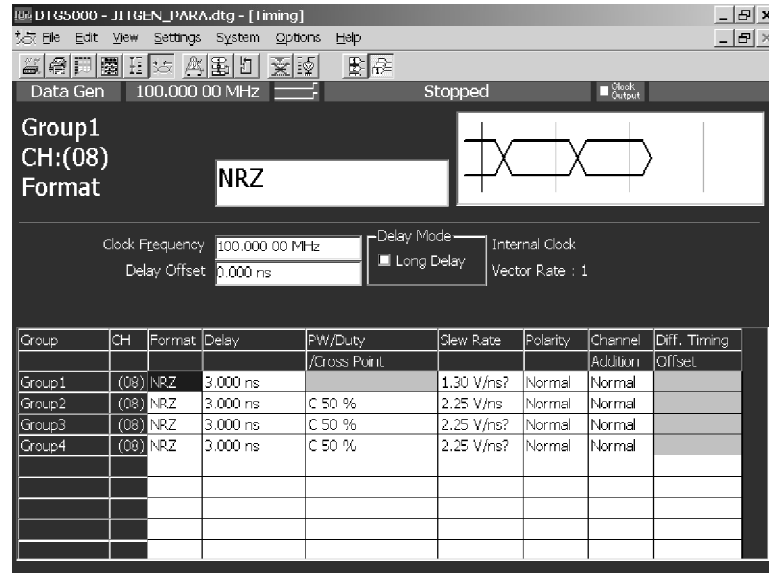 DTG5000 - JITGEN_PARA.dtg - [Timing]
File Edit View Settings System Options Help
Data Gen 100.000 00 MHz Stopped Clock Output
Group1
CH:(08)
Format
NRZ
Clock Frequency 100.000 00 MHz
Delay Offset 0.000 ns
Delay Mode
Long Delay
Internal Clock
Vector Rate : 1
Group CH Format Delay PW/Duty Slew Rate Polarity Channel Diff. Timing
/Cross Point Addition Offset
Group1 (08) NRZ 3.000 ns 1.30 V/ns? Normal Normal
Group2 (08) NRZ 3.000 ns C 50 % 2.25 V/ns Normal Normal
Group3 (08) NRZ 3.000 ns C 50 % 2.25 V/ns? Normal Normal
Group4 (08) NRZ 3.000 ns C 50 % 2.25 V/ns? Normal Normal